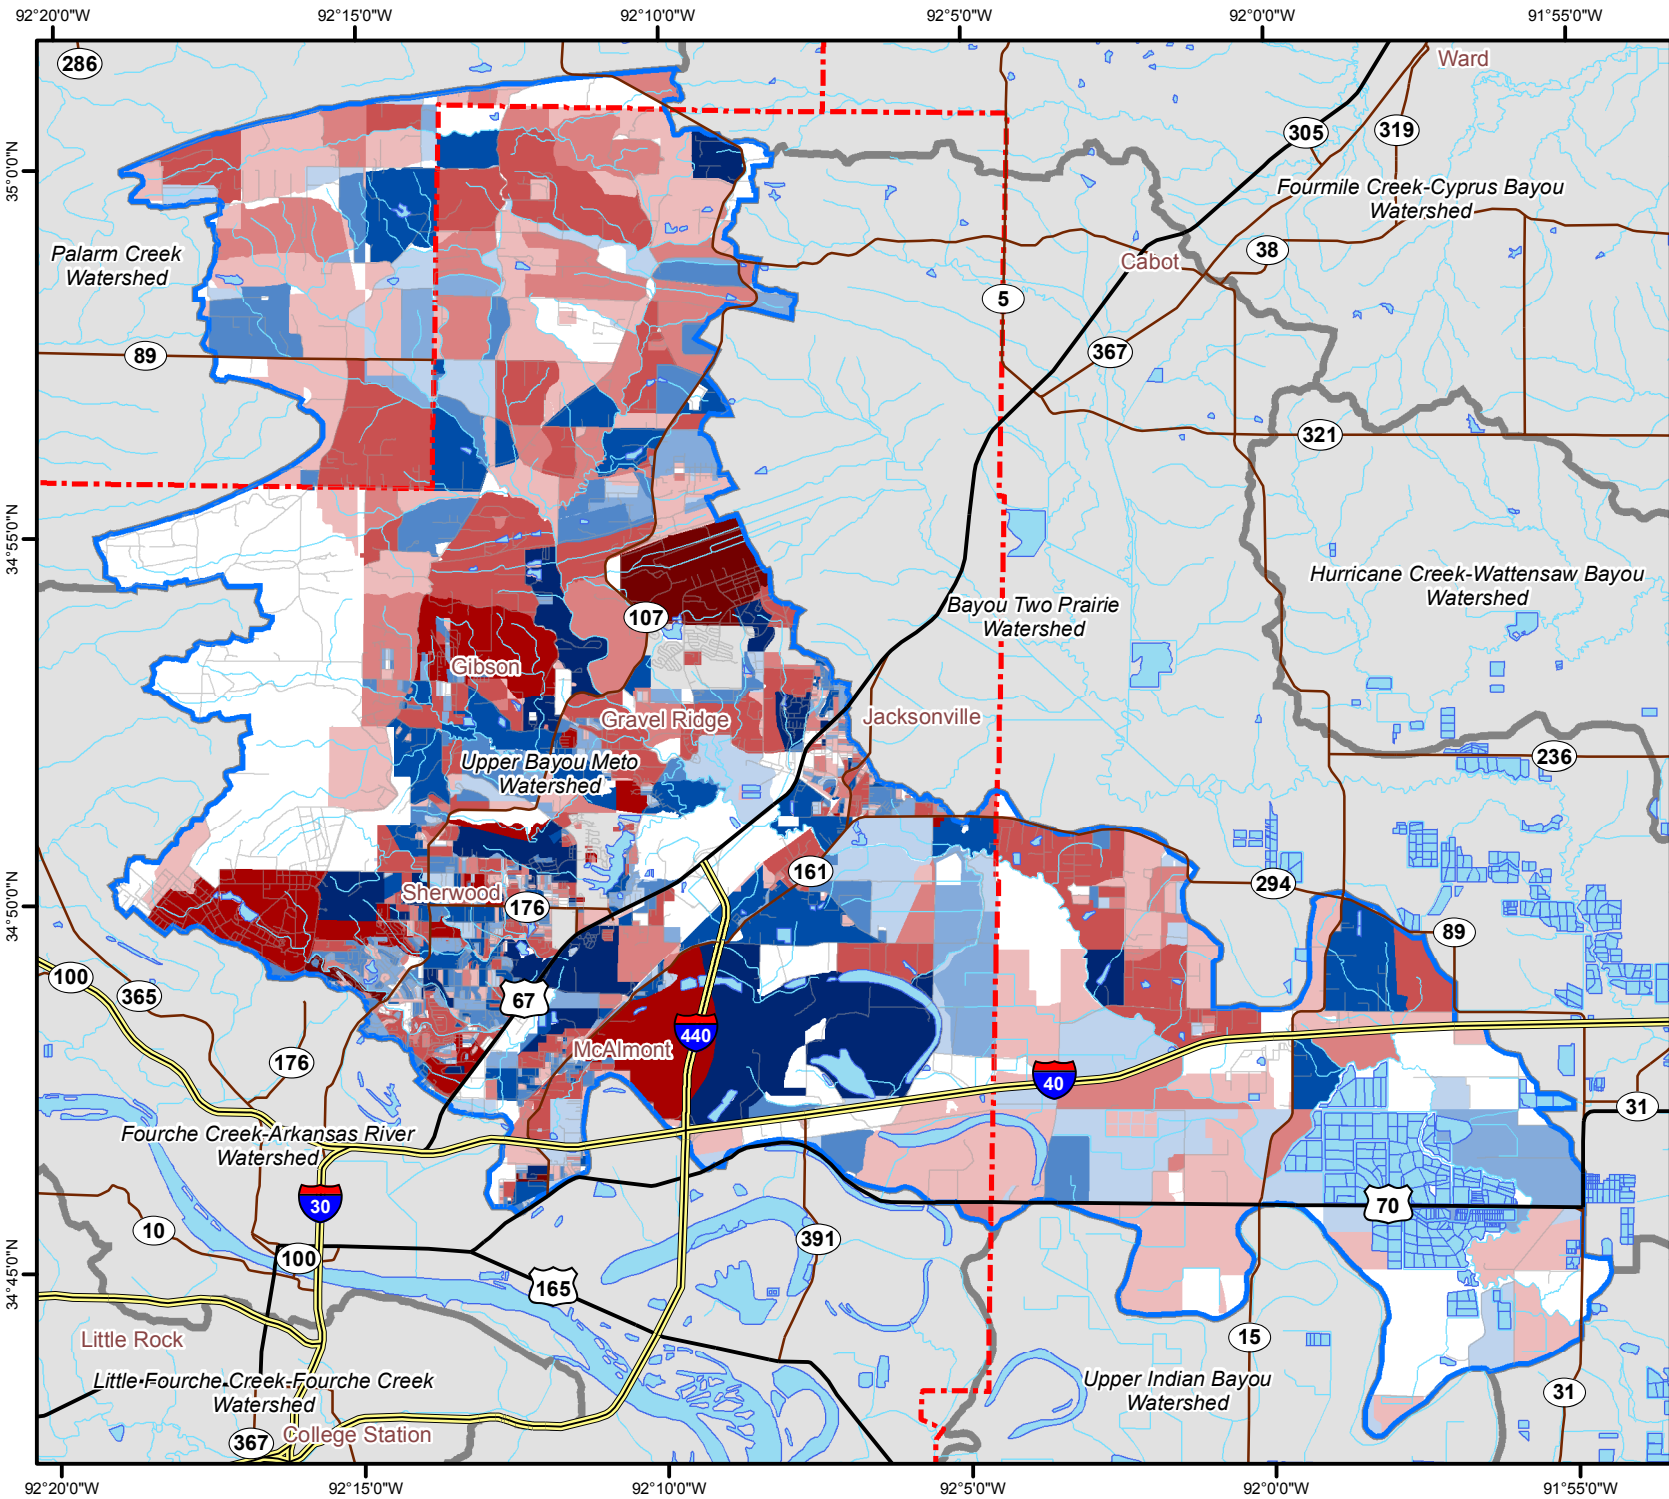 92°20'0"W
92°15'0"W
92°10'0"W
92°5'0"W
92°0'0"W
91°55'0"W
286
Ward
305
319
35°0'0"N
Fourmile Creek-Cyprus Bayou
Watershed
Palarm Creek
Watershed
38
Cabot
5
89
367
321
34°55'0"N
Hurricane Creek-Wattensaw Bayou
Watershed
Bayou Two Prairie
Watershed
107
Gibson
Gravel Ridge
Jacksonville
Upper Bayou Meto
Watershed
236
161
294
Sherwood
176
34°50'0"N
89
100
365
67
440
McAlmont
176
40
31
Fourche Creek-Arkansas River
Watershed
30
70
10
391
100
165
34°45'0"N
Little Rock
15
Little Fourche Creek-Fourche Creek
Watershed
Upper Indian Bayou
Watershed
31
367
College Station
92°20'0"W
92°15'0"W
92°10'0"W
92°5'0"W
92°0'0"W
91°55'0"W